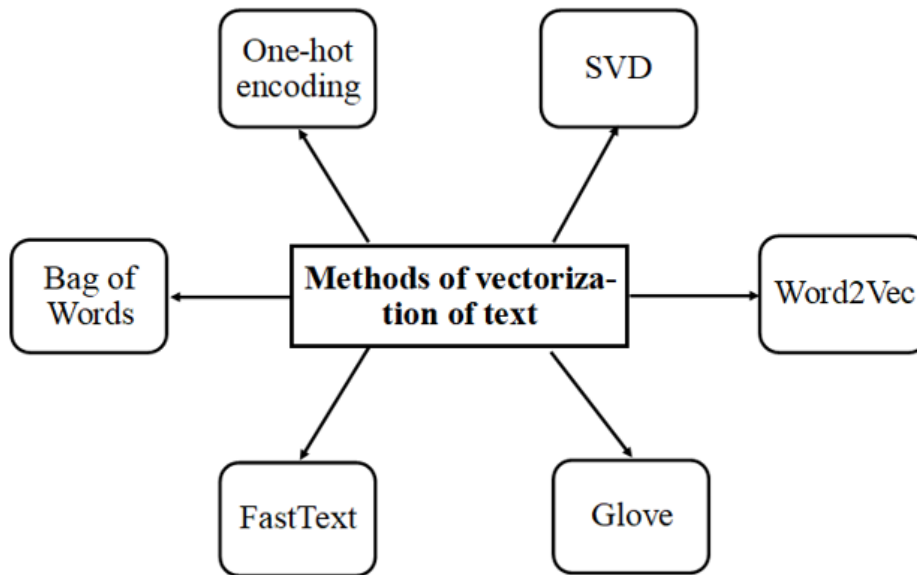 One-hot
encoding
SVD
Bag of
Words
Methods of vectoriza-
tion of text
Word2Vec
FastText
Glove